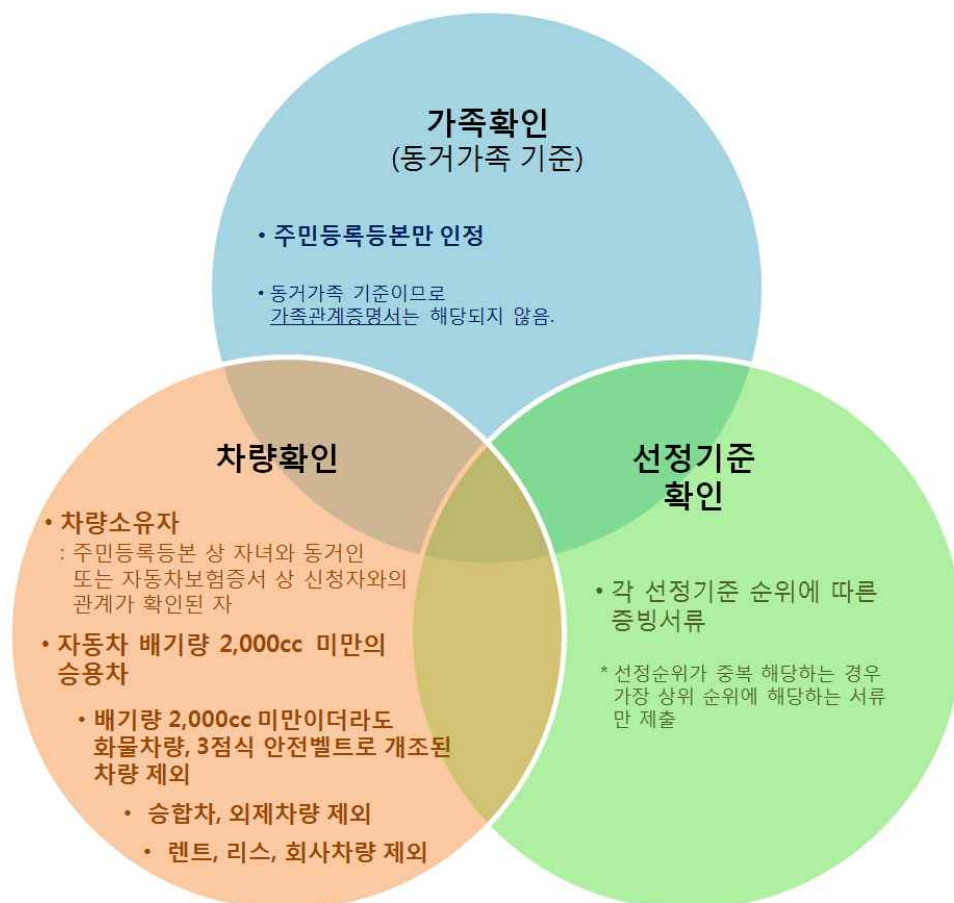 가족확인
(동거가족 기준)
• 주민등록등본만 인정
• 동거가족 기준이므로
가족관계증명서는 해당되지 않음.
차량확인
• 차량소유자
: 주민등록등본 상 자녀와 동거인
또는 자동차보험증서 상 신청자와의
관계가 확인된 자
• 자동차 배기량 2,000cc 미만의
승용차
• 배기량 2,000cc 미만이더라도
화물차량, 3점식 안전벨트로 개조된
차량 제외
• 승합차, 외제차량 제외
• 렌트, 리스, 회사차량 제외
선정기준
확인
• 각 선정기준 순위에 따른
증빙서류
* 선정순위가 중복 해당하는 경우
가장 상위 순위에 해당하는 서류
만 제출